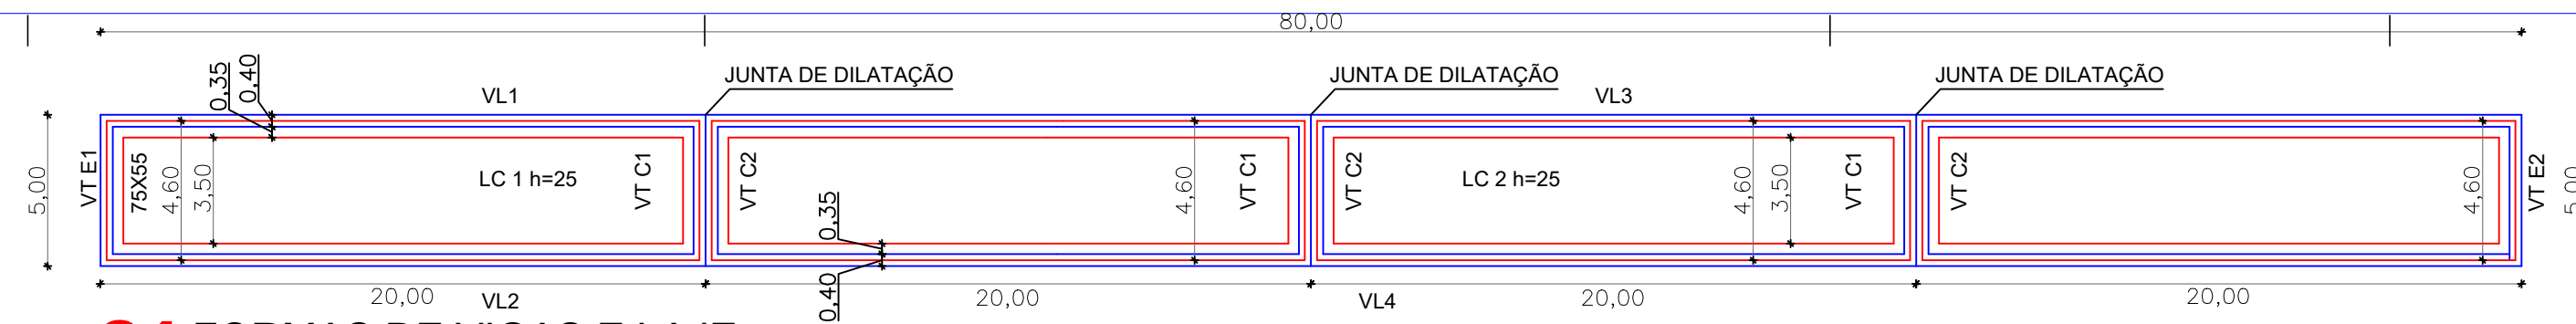 80,00
0,35
0,40
JUNTA DE DILATAÇÃO
JUNTA DE DILATAÇÃO
JUNTA DE DILATAÇÃO
VL1
VL3
5,00
VT E1
75X55
4,60
3,50
LC 1 h=25
VT C1
VT C2
0,35
4,60
VT C1
VT C2
LC 2 h=25
4,60
3,50
VT C1
VT C2
4,60
VT E2
20,00
VL2
0,40
20,00
VL4
20,00
20,00